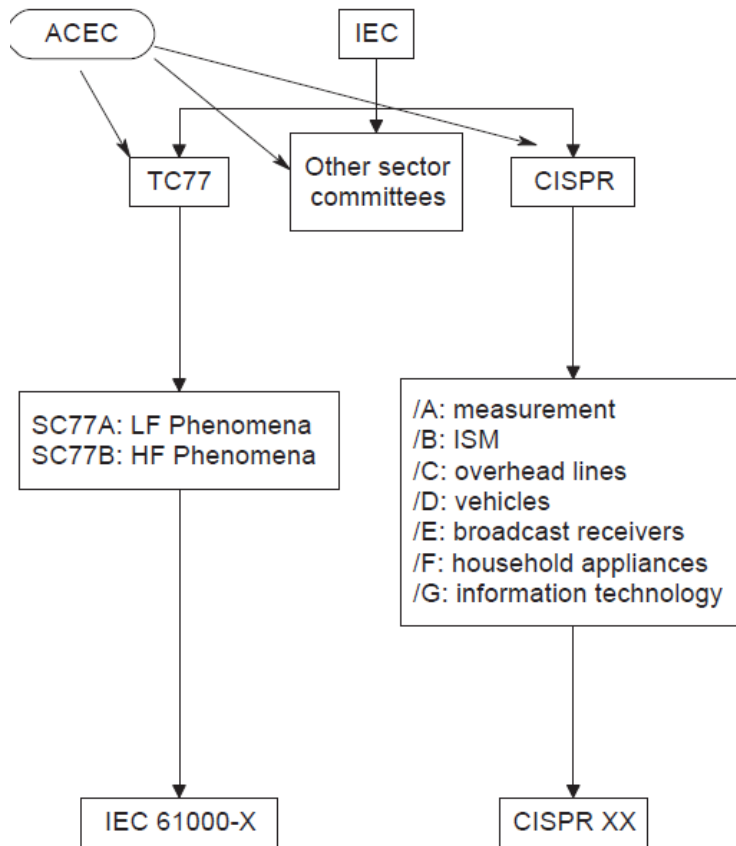 ACEC
IEC
TC77
Other sector
committees
CISPR
SC77A: LF Phenomena
SC77B: HF Phenomena
/A: measurement
/B: ISM
/C: overhead lines
/D: vehicles
/E: broadcast receivers
/F: household appliances
/G: information technology
IEC 61000-X
CISPR XX